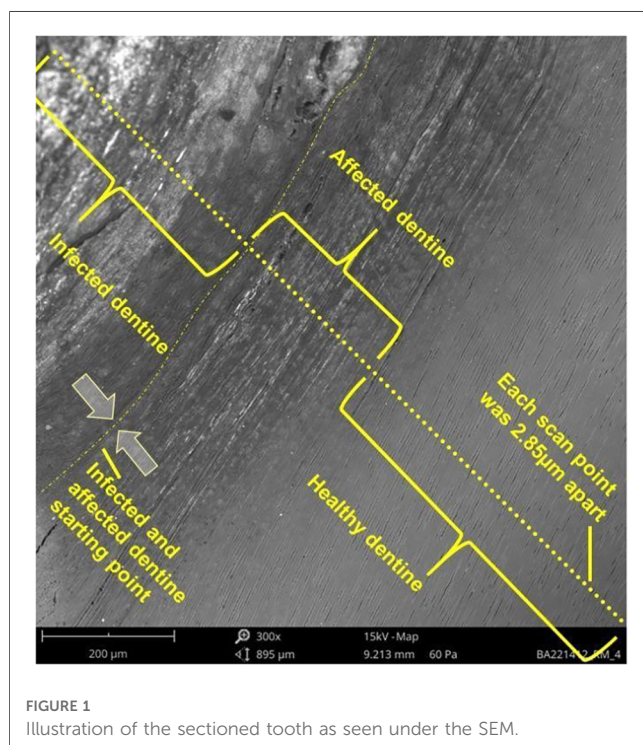 Infected dentine
Affected dentine
Infected and
affected dentine
starting point
Healthy dentine
Each scan point
was 2.85µm apart
200 µm
300x
895 µm
15kV - Map
9.213 mm 60 Pa
FIGURE 1
Illustration of the sectioned tooth as seen under the SEM.